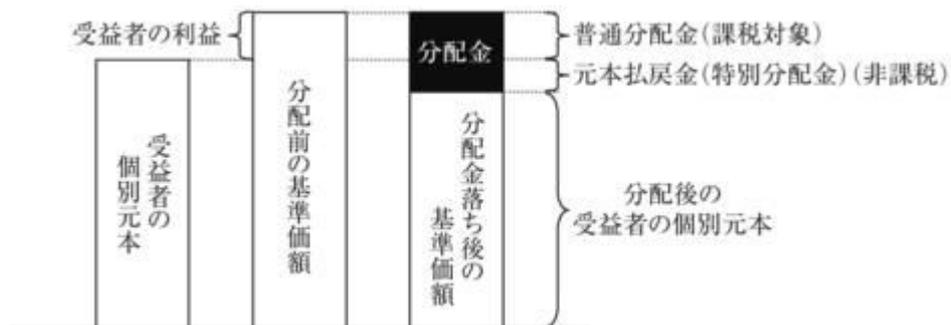 受益者の利益
分配金
普通分配金(課税対象)
元本払戻金(特別分配金)(非課税)
受益者の
個別元本
分配前の基準価額
分配金落ち後の
基準価額
分配後の
受益者の個別元本